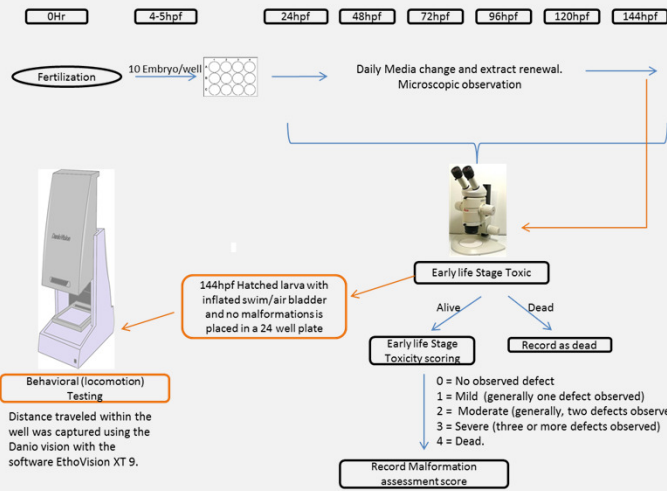 0Hr
4-5hpf
24hpf
48hpf
72hpf
96hpf
120hpf
144hpf
Fertilization
10 Embryo/well
Daily Media change and extract renewal.
Microscopic observation
Early life Stage Toxic
144hpf Hatched larva with
inflated swim/air bladder
and no malformations is
placed in a 24 well plate
Alive
Dead
Early life Stage
Toxicity scoring
Record as dead
Behavioral (locomotion)
Testing
Distance traveled within the
well was captured using the
Danio vision with the
software EthoVision XT 9.
0 = No observed defect
1 = Mild (generally one defect observed)
2 = Moderate (generally, two defects observe
3 = Severe (three or more defects observed)
4 = Dead.
Record Malformation
assessment score